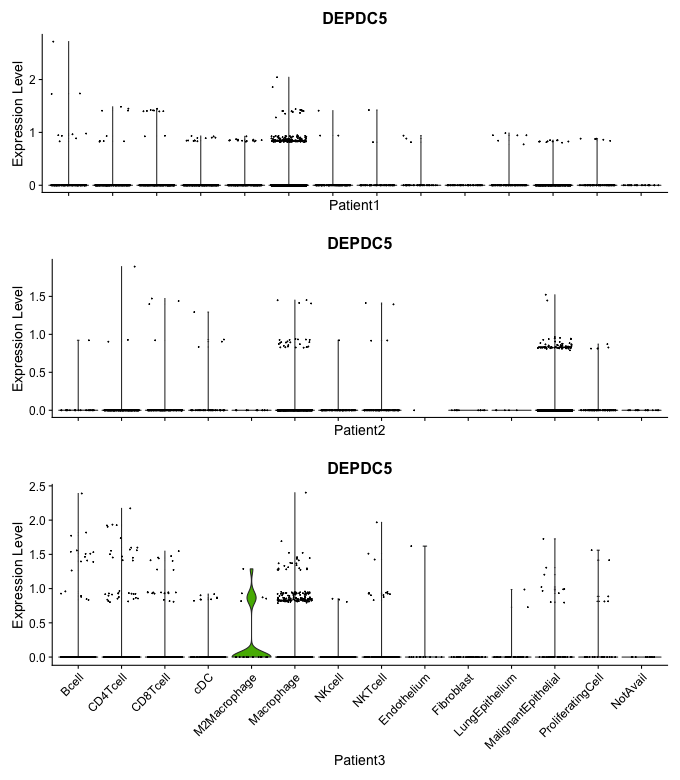 DEPDC5
Expression Level
2
1
0
Patient1
DEPDC5
Expression Level
1.5
1.0
0.5
0.0
Patient2
DEPDC5
Expression Level
2.5
2.0
1.5
1.0
0.5
0.0
Bcell
CD4Tcell
CD8Tcell
cDC
M2Macrophage
Macrophage
NKcell
NKTcell
Endothelium
Fibroblast
LungEpithelium
MalignantEpithelial
ProliferatingCell
NotAvail
Patient3